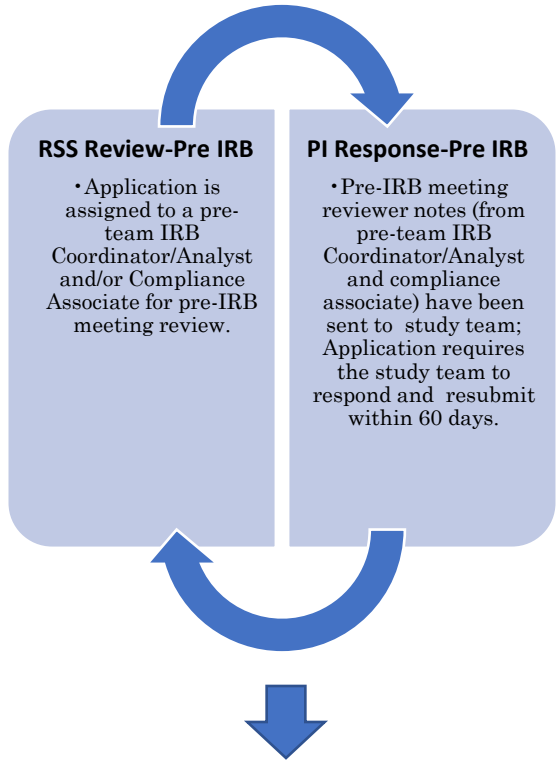 RSS Review-Pre IRB
•Application is
assigned to a pre-
team IRB
Coordinator/Analyst
and/or Compliance
Associate for pre-IRB
meeting review.
PI Response-Pre IRB
•Pre-IRB meeting
reviewer notes (from
pre-team IRB
Coordinator/Analyst
and compliance
associate) have been
sent to study team;
Application requires
the study team to
respond and resubmit
within 60 days.